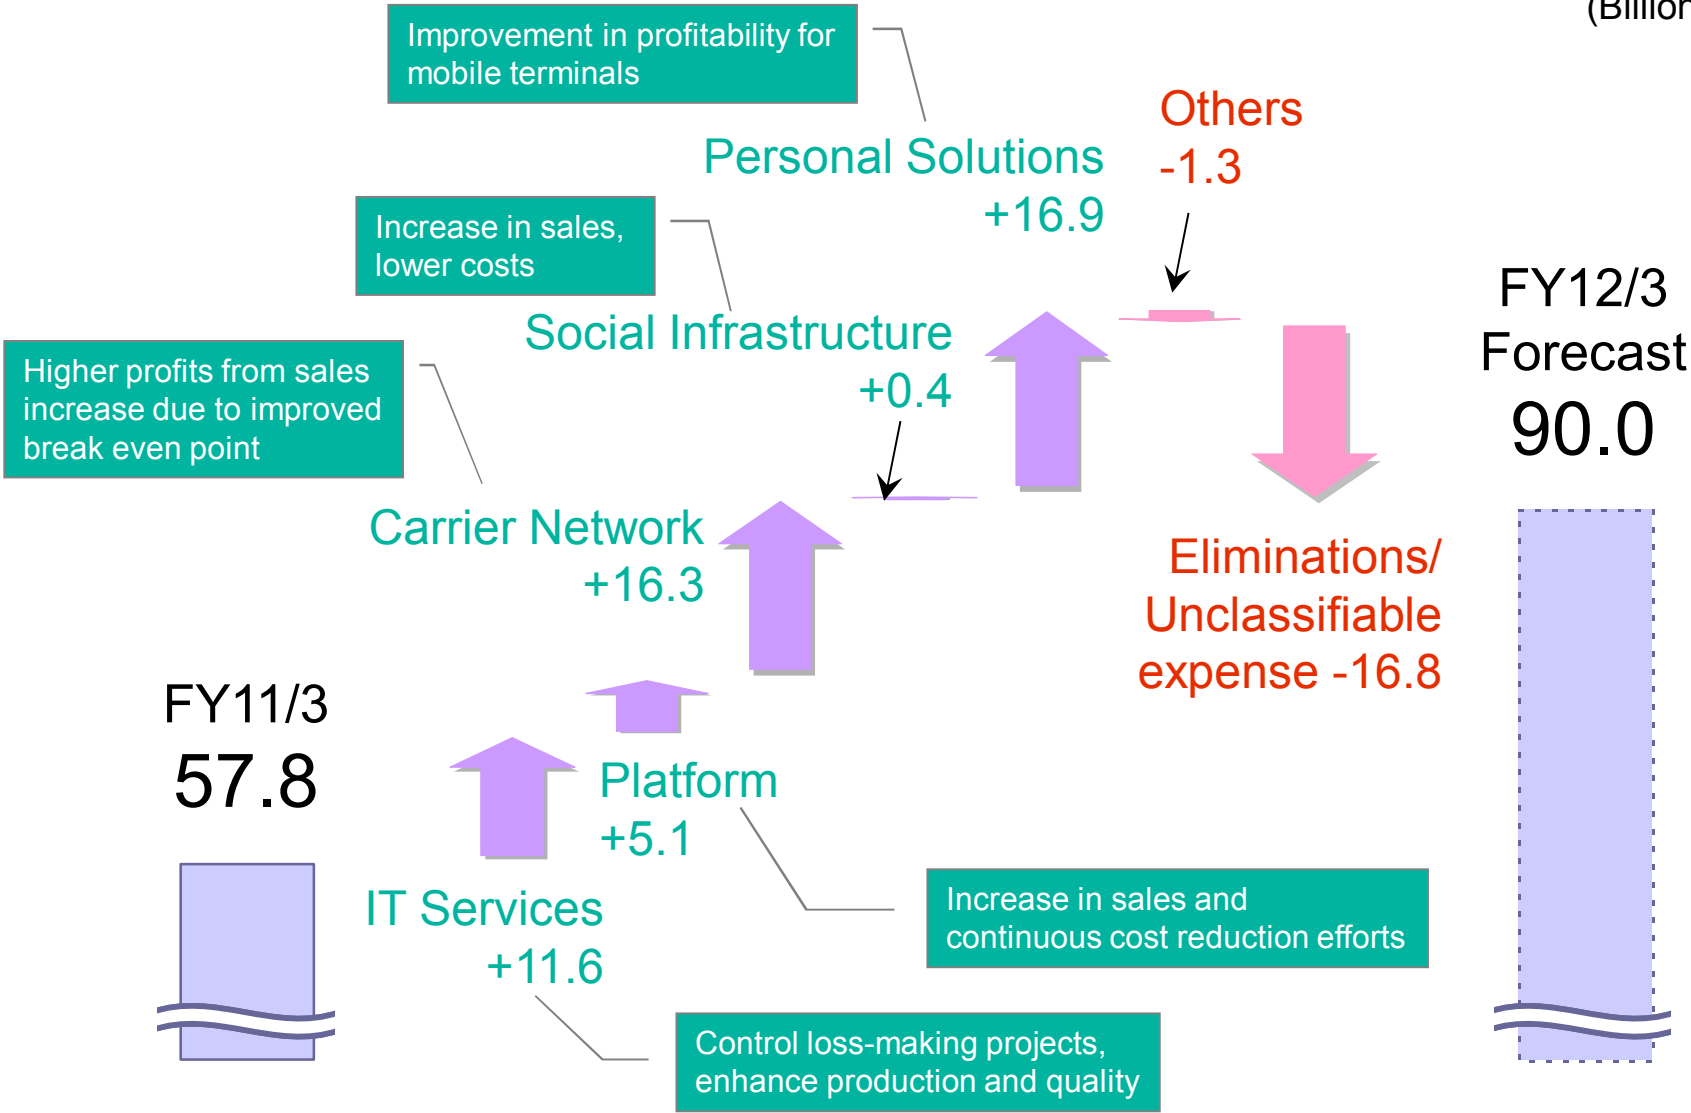 (Billion
Improvement in profitability for
mobile terminals
Others
-1.3
Personal Solutions
+16.9
Increase in sales,
lower costs
FY12/3
Forecast
90.0
Social Infrastructure
+0.4
Higher profits from sales
increase due to improved
break even point
Carrier Network
+16.3
Eliminations/
Unclassifiable
expense -16.8
FY11/3
57.8
Platform
+5.1
IT Services
+11.6
Increase in sales and
continuous cost reduction efforts
Control loss-making projects,
enhance production and quality